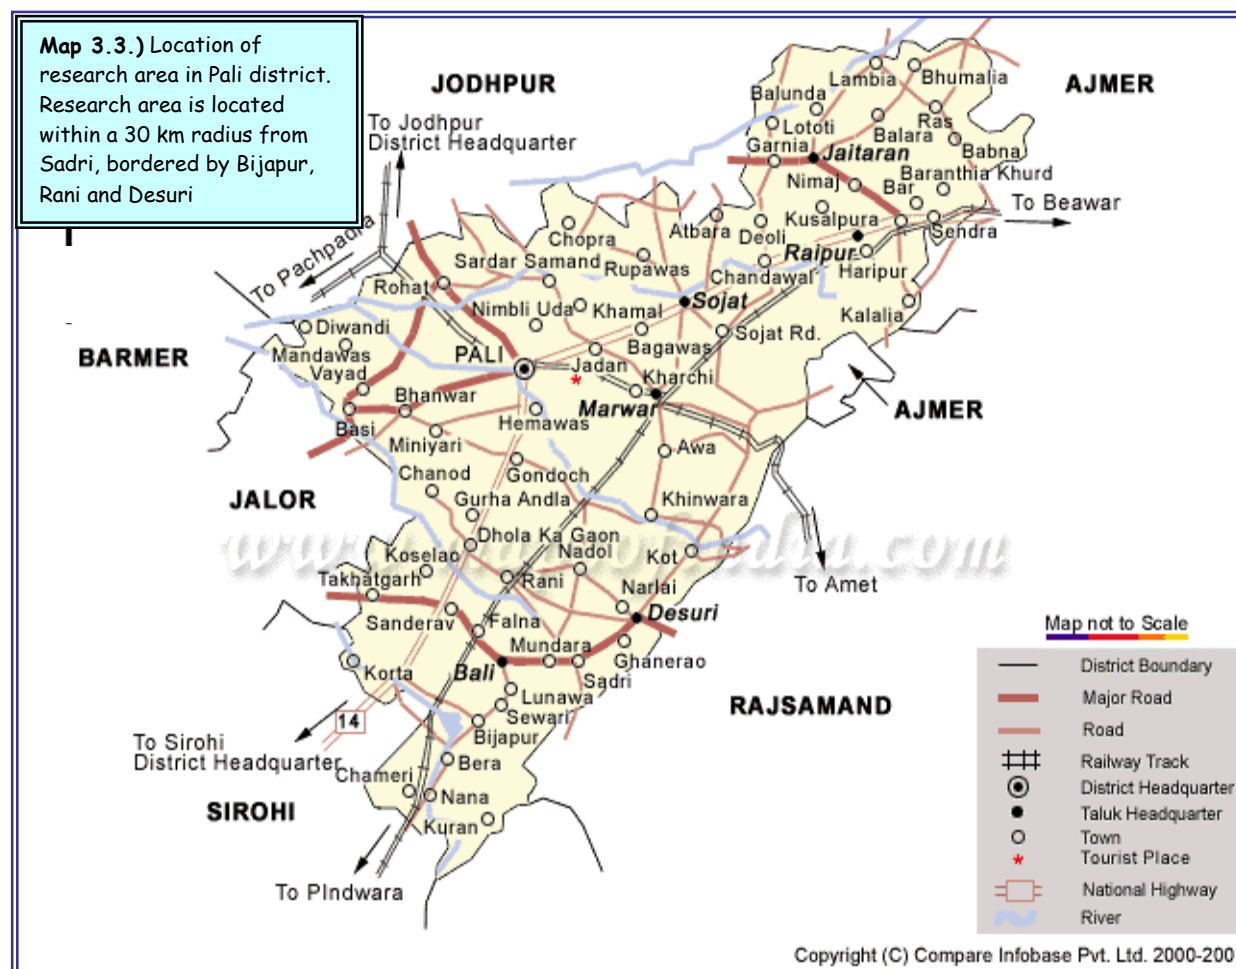 Map 3.3.) Location of
research area in Pali district.
Research area is located
within a 30 km radius from
Sadri, bordered by Bijapur,
Rani and Desuri
JODHPUR
AJMER
To Jodhpur
District Headquarter
To Pachpadra
To Beawar
Lambia
Bhumalia
Balunda
Lototi
Balara
Ras
Garnia
Jaitaran
Babna
Nimaj
Bar
Baranthia Khurd
Kusalpura
Sendra
Chopra
Atbara
Deoli
Raipur
Haripur
Sardar Samand
Rupawas
Chandawal
Rohat
Sojat
Nimbli Uda
Khamal
Kalalia
Diwandi
Sojat Rd.
BARMER
Mandawas
PALI
Bagawas
Vayad
Jadan
Kharchi
Bhanwar
Marwar
AJMER
Basi
Hemawas
Miniyari
Awa
Chanod
Gondoch
JALOR
Gurha Andla
Khinwara
www.mapsofindia.com
Dhola Ka Gaon
Koselao
Nadol
Kot
Takhatgarh
Rani
Narlai
To Amet
Sanderav
Falna
Desuri
Mundara
Ghanerao
Korta
Bali
Sadri
Lunawa
RAJSAMAND
Sewari
14
Bijapur
To Sirohi
District Headquarter
Bera
Chameri
SIROHI
Nana
Kuran
To PIndwara
Map not to Scale
District Boundary
Major Road
Road
Railway Track
District Headquarter
Taluk Headquarter
Town
Tourist Place
National Highway
River
Copyright (C) Compare Infobase Pvt. Ltd. 2000-200